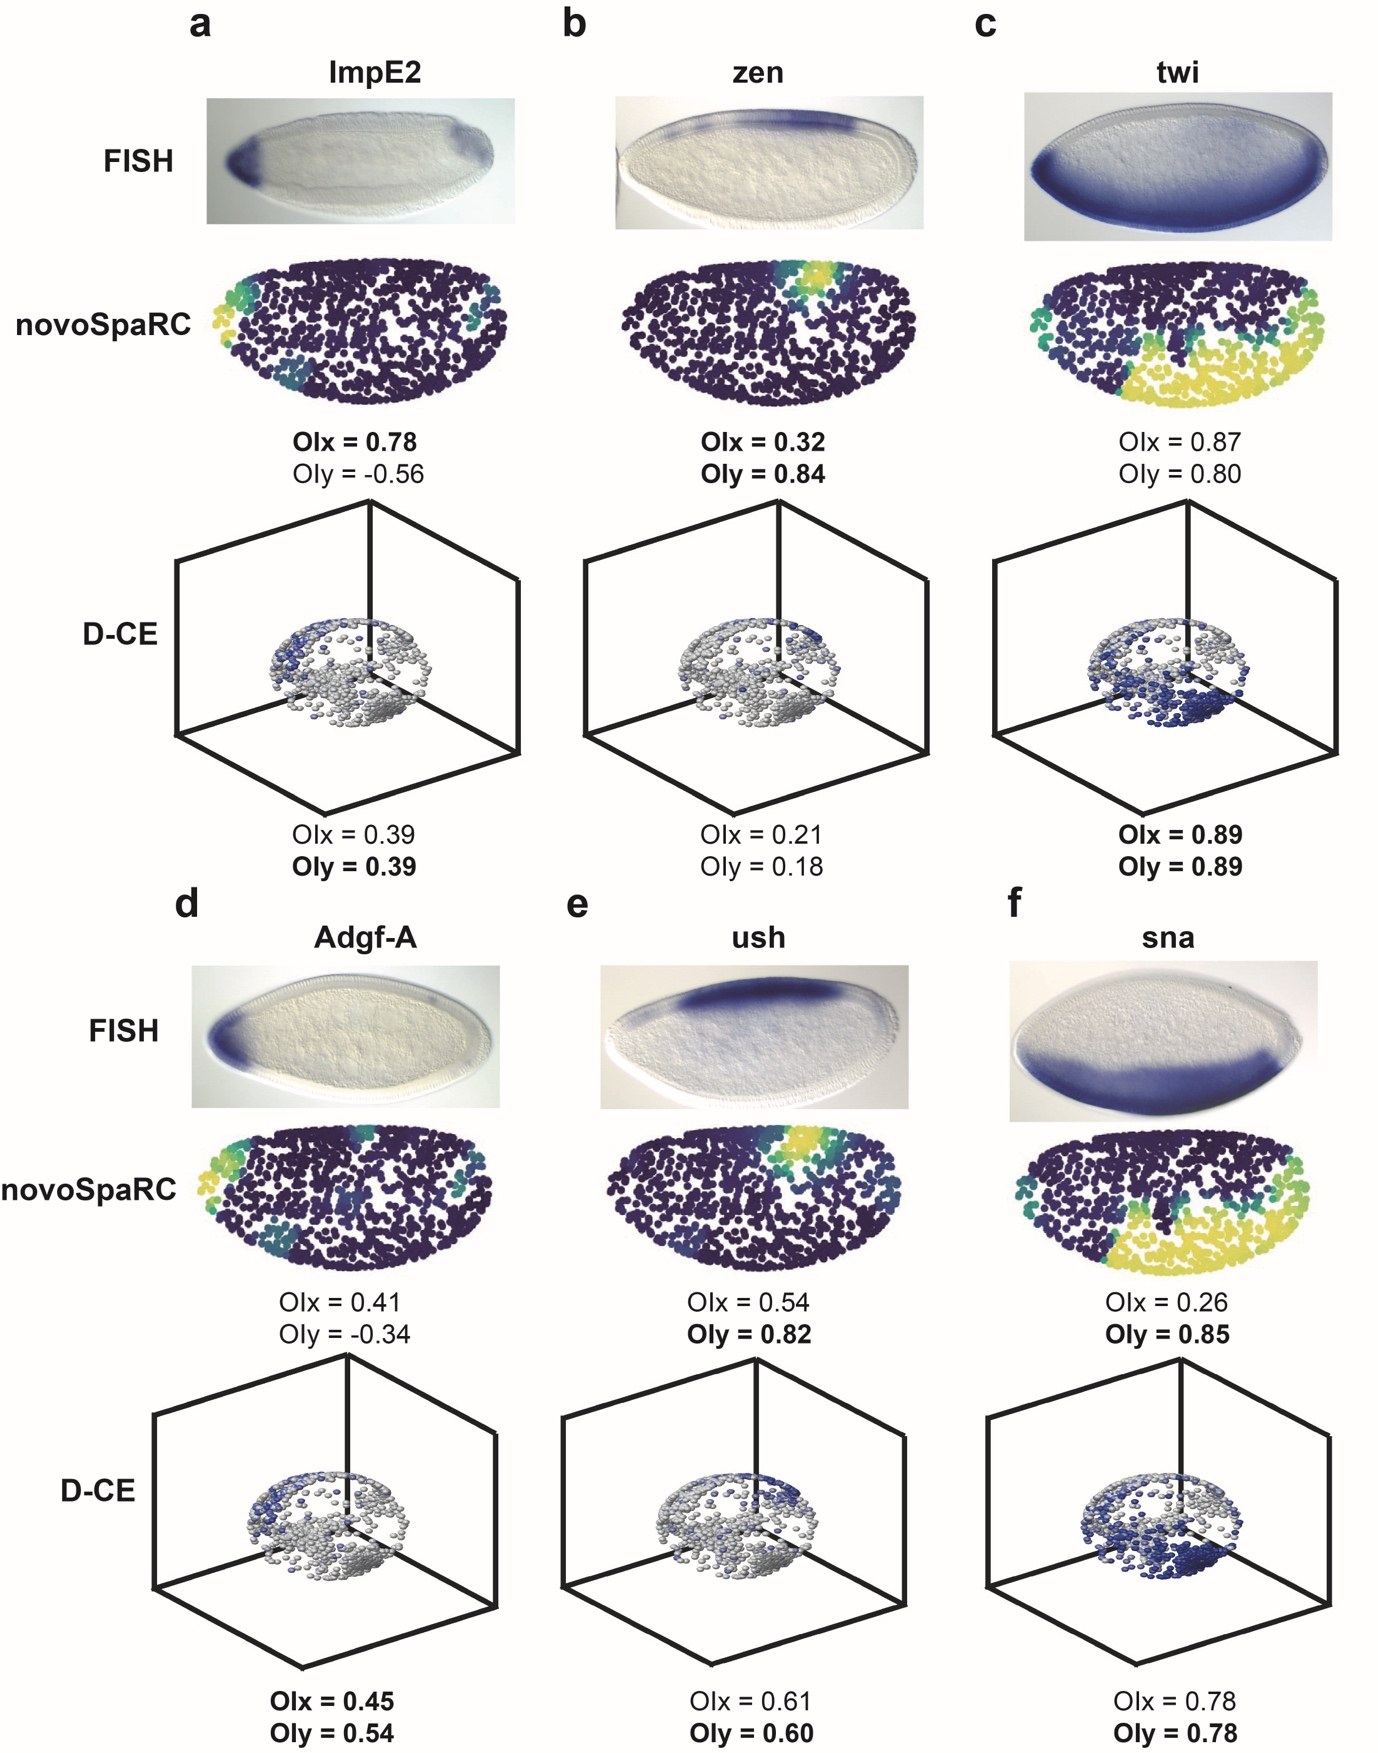 a
b
c
ImpE2
zen
twi
FISH
novoSpaRC
OIx = 0.78
OIx = 0.32
OIx = 0.87
OIy = -0.56
OIy = 0.84
OIy = 0.80
D-CE
OIx = 0.39
OIx = 0.21
OIx = 0.89
OIy = 0.39
OIy = 0.18
OIy = 0.89
d
e
f
Adgf-A
ush
sna
FISH
novoSpaRC
OIx = 0.41
OIx = 0.54
OIx = 0.26
OIy = -0.34
OIy = 0.82
OIy = 0.85
D-CE
OIx = 0.45
OIx = 0.61
OIx = 0.78
OIy = 0.54
OIy = 0.60
OIy = 0.78